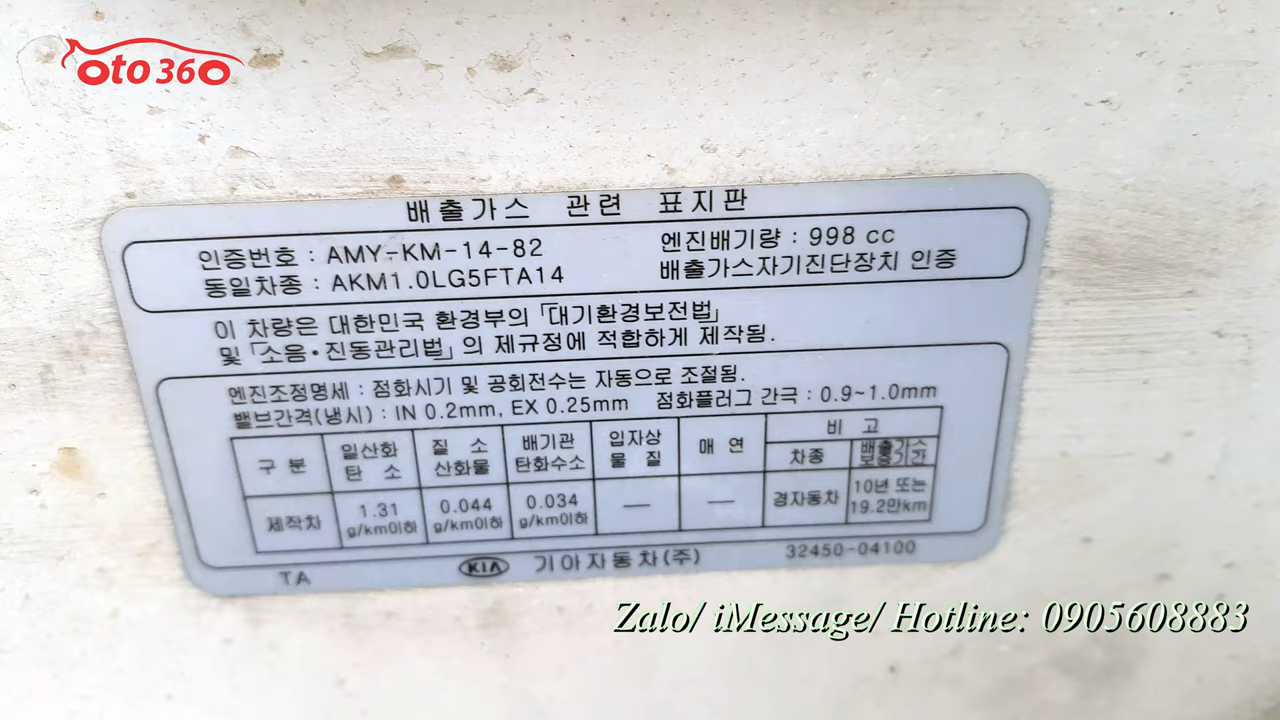 oto 360
배출가스 관련 표지판
인증번호 : AMY-KM-14-82 엔진배기량 : 998 cc
동일차종 : AKM1.0LG5FTA14 배출가스자기진단장치 인증
이 차량은 대한민국 환경부의 「대기환경보전법」
및 「소음·진동관리법」의 제규정에 적합하게 제작됨.
엔진조정명세 : 점화시기 및 공회전수는 자동으로 조절됨.
밸브간격(냉시) : IN 0.2mm, EX 0.25mm 점화플러그 간극 : 0.9~1.0mm
구 분 일산화 탄 소 질 소 산화물 배기관 탄화수소 입자상 물 질 매 연 비 고
차종 배출가스 보증기간
제작차 1.31 g/km이하 0.044 g/km이하 0.034 g/km이하 — — 경자동차 10년 또는 19.2만km
TA KIA 기아자동차(주) 32450-04100
Zalo/ iMessage/ Hotline: 0905608883